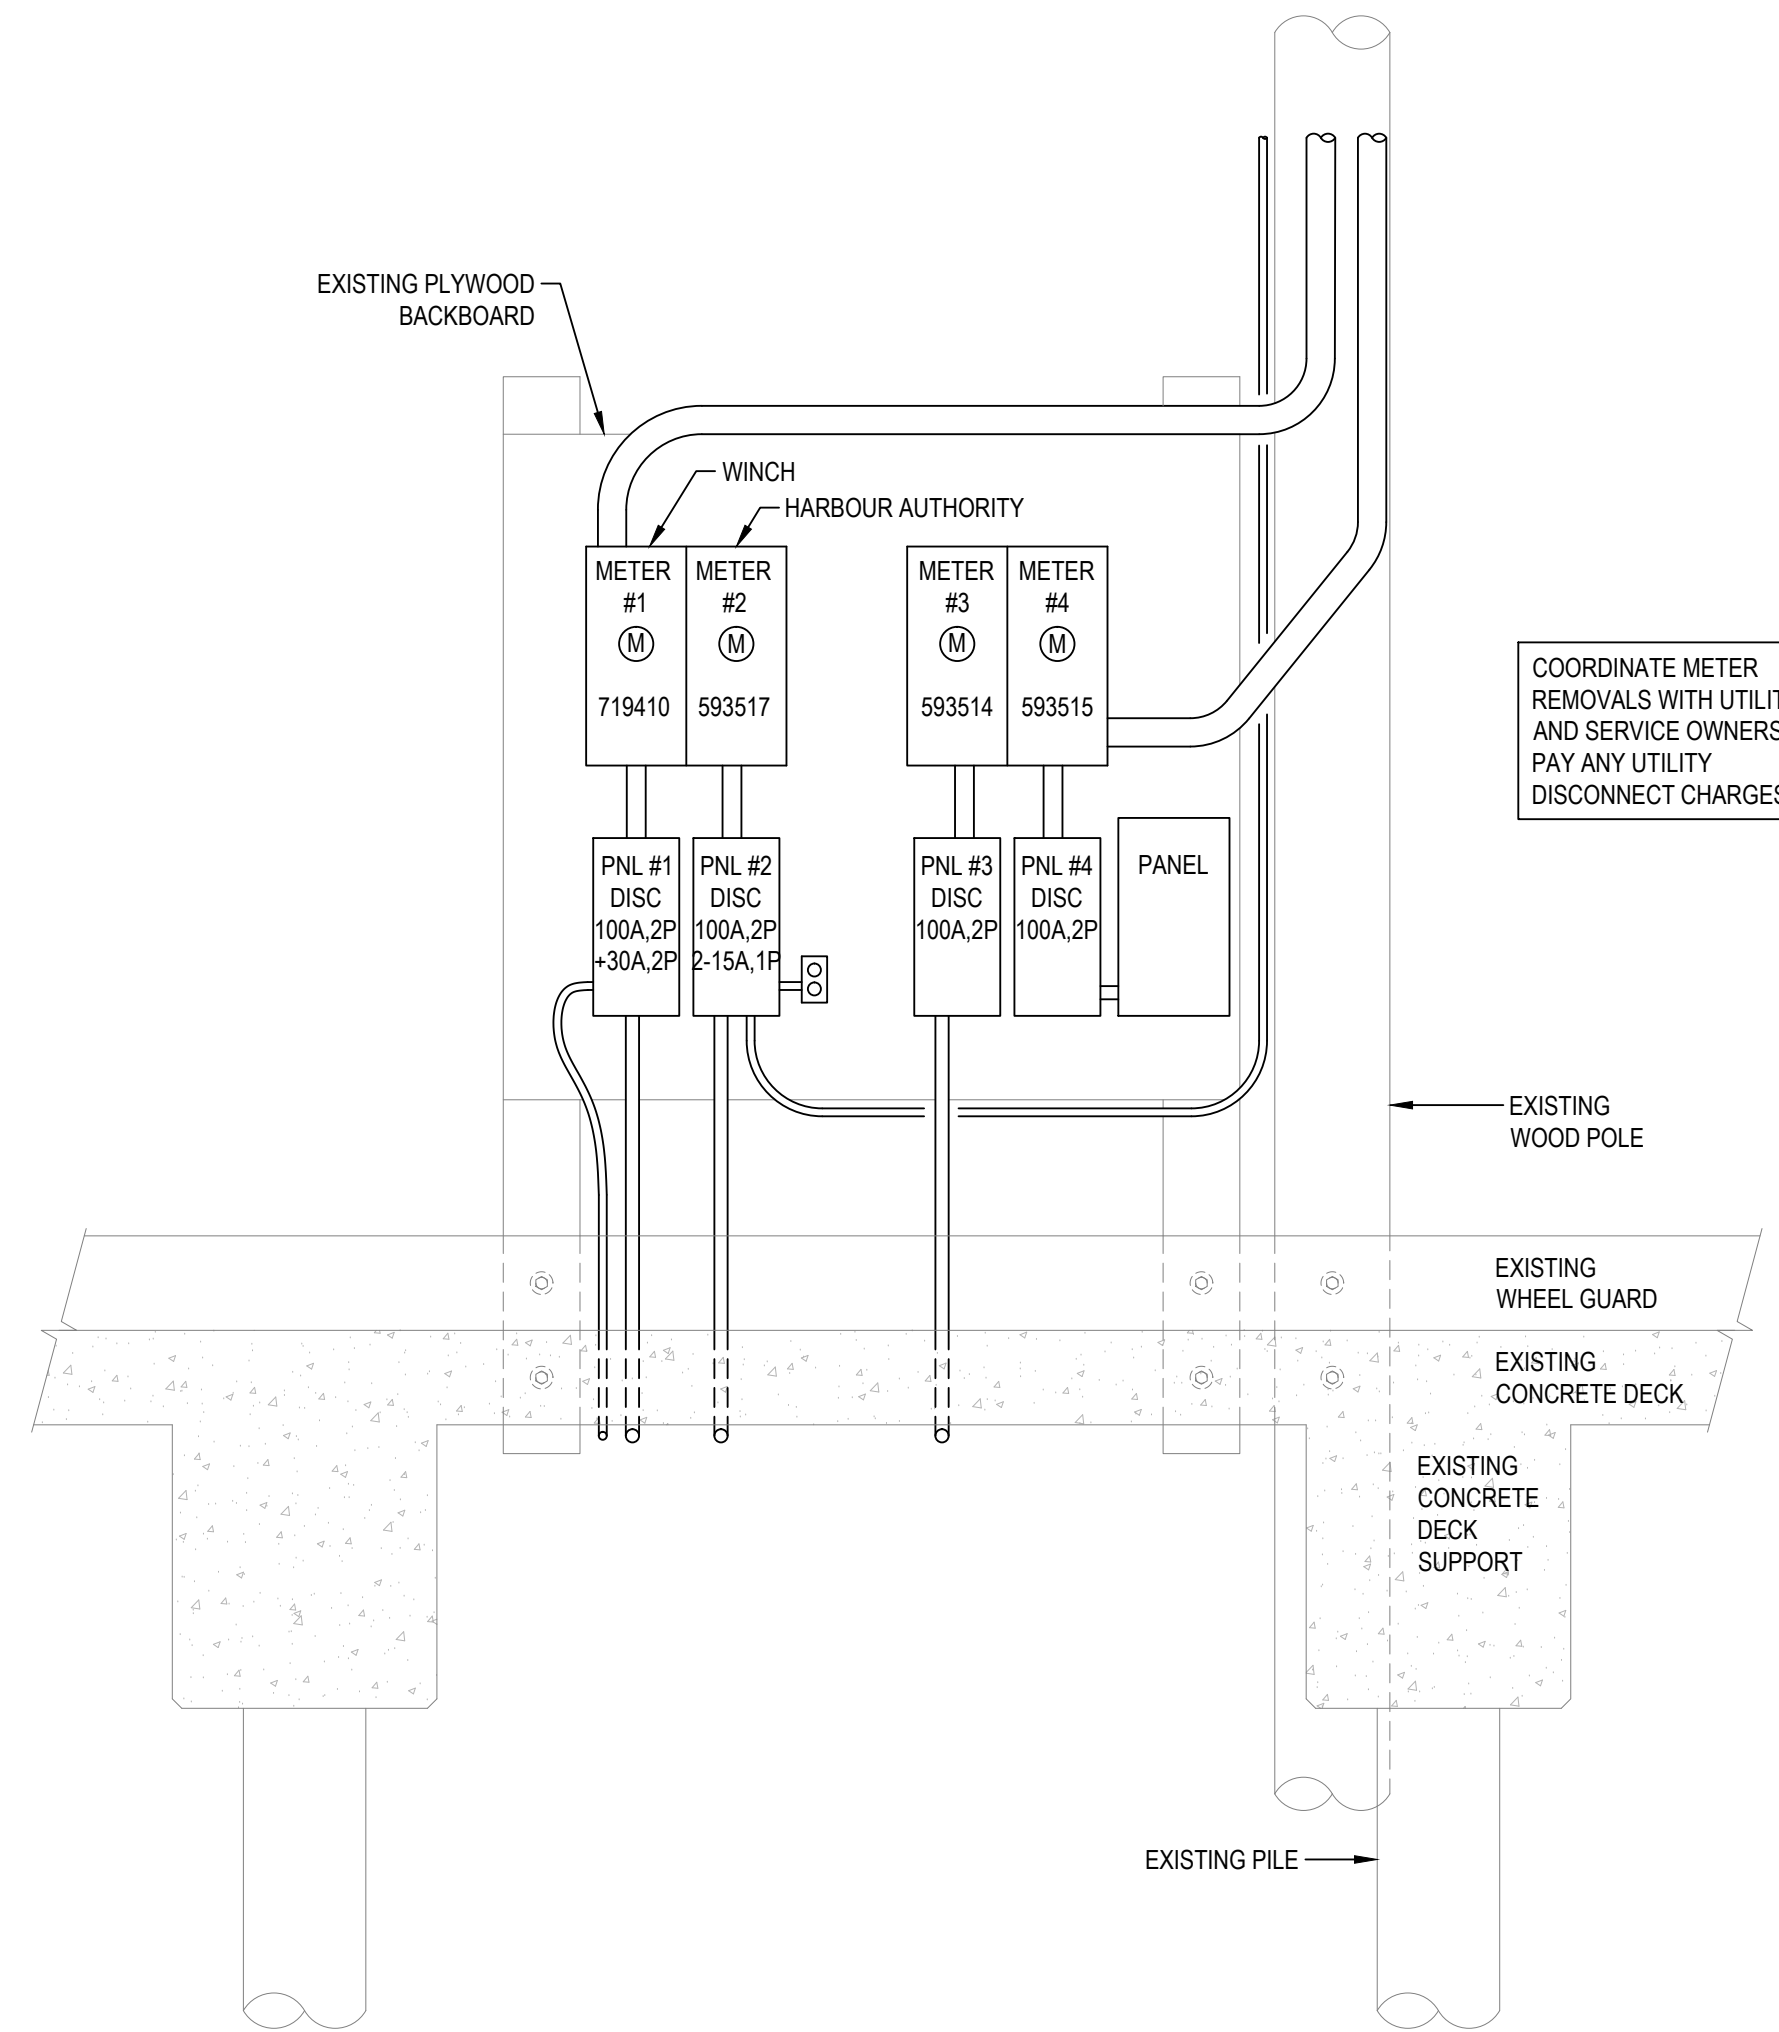 EXISTING PLYWOOD
BACKBOARD
WINCH
HARBOUR AUTHORITY
METER
#1
M
719410
METER
#2
M
593517
METER
#3
M
593514
METER
#4
M
593515
COORDINATE METER
REMOVALS WITH UTILIT
AND SERVICE OWNERS
PAY ANY UTILITY
DISCONNECT CHARGES
PNL #1
DISC
100A,2P
+30A,2P
PNL #2
DISC
100A,2P
2-15A,1P
PNL #3
DISC
100A,2P
PNL #4
DISC
100A,2P
PANEL
EXISTING
WOOD POLE
EXISTING
WHEEL GUARD
EXISTING
CONCRETE DECK
EXISTING
CONCRETE
DECK
SUPPORT
EXISTING PILE